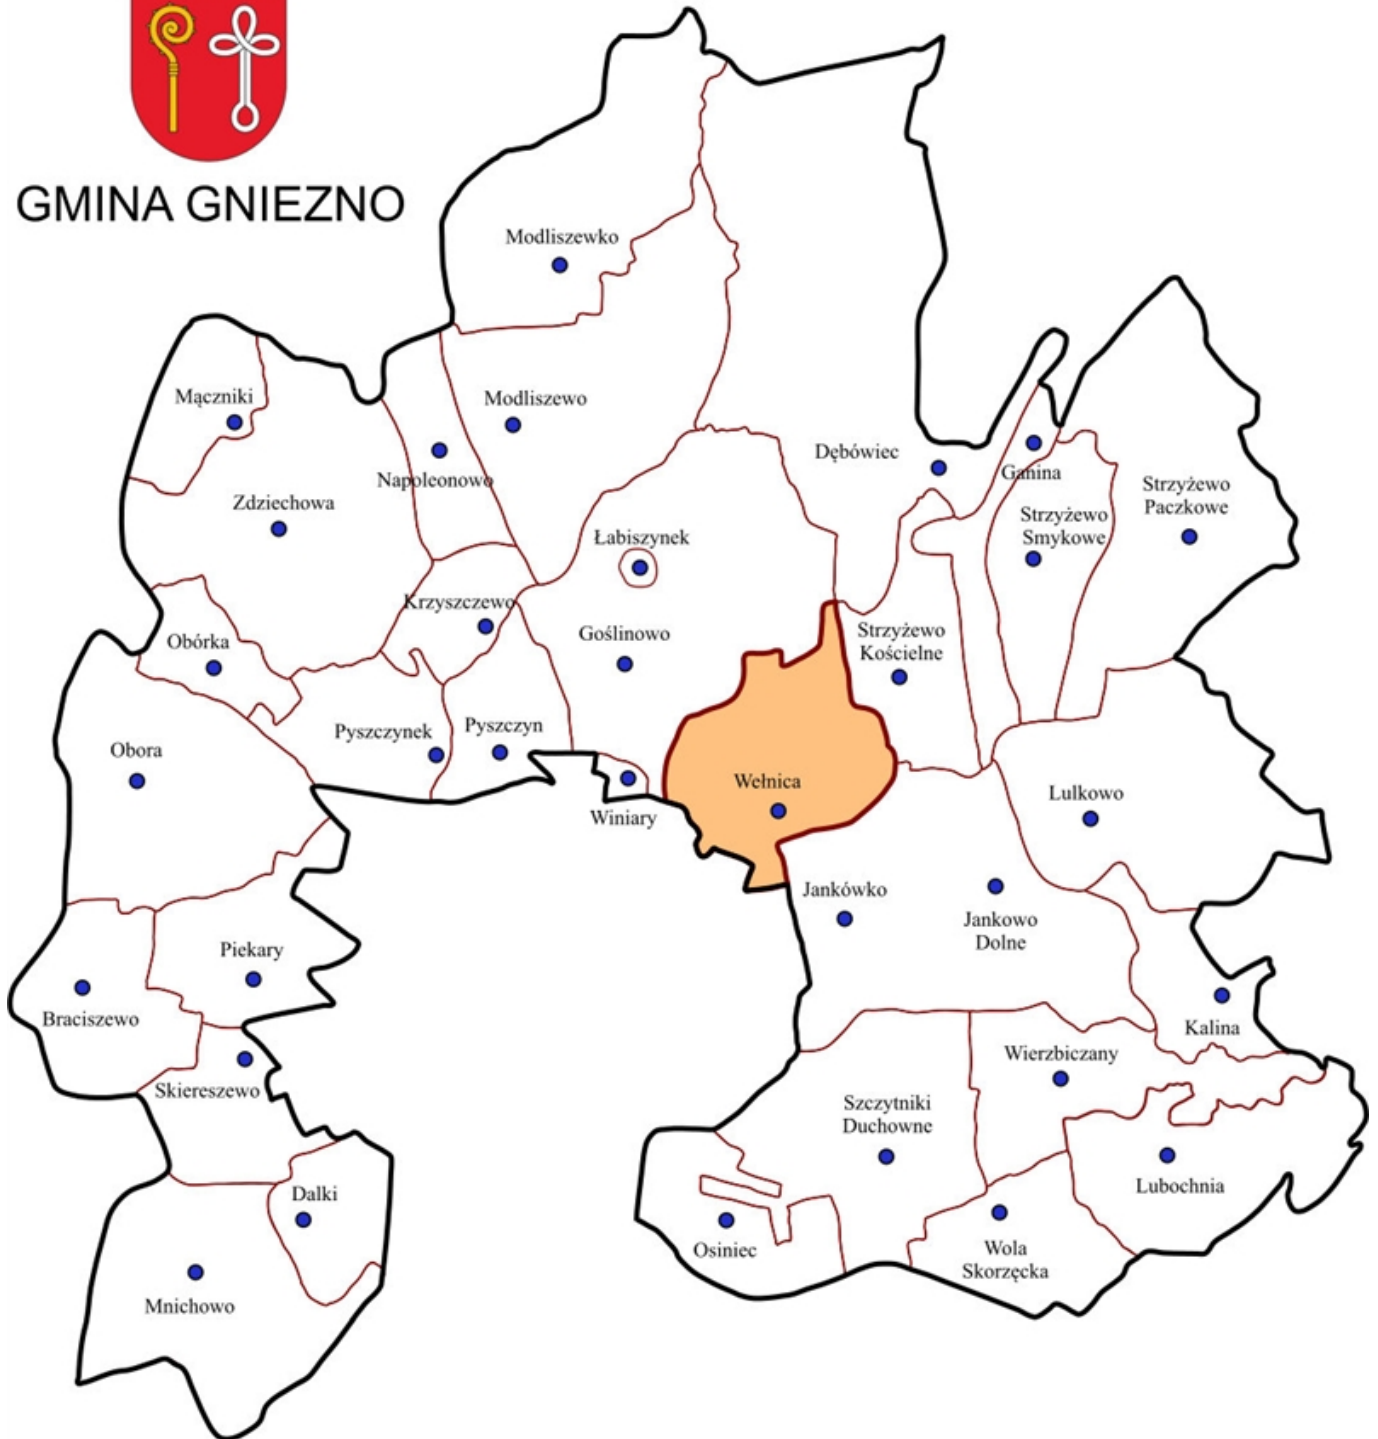 GMINA GNIEZNO
Modliszewko
Mączniki
Modliszewo
Napoleonowo
Zdziechowa
Dębówiec
Ganina
Strzyżewo
Paczkowe
Strzyżewo
Smykowe
Łabiszynek
Krzyszczewo
Goślinowo
Obórka
Strzyżewo
Kościelne
Pyszczynek
Pyszczyn
Obora
Wełnica
Winiary
Lulkowo
Jankówko
Jankowo
Dolne
Piekary
Braciszewo
Kalina
Wierzbiczany
Skiereszewo
Szczytniki
Duchowne
Dalki
Lubochnia
Osiniec
Wola
Skorzęcka
Mnichowo